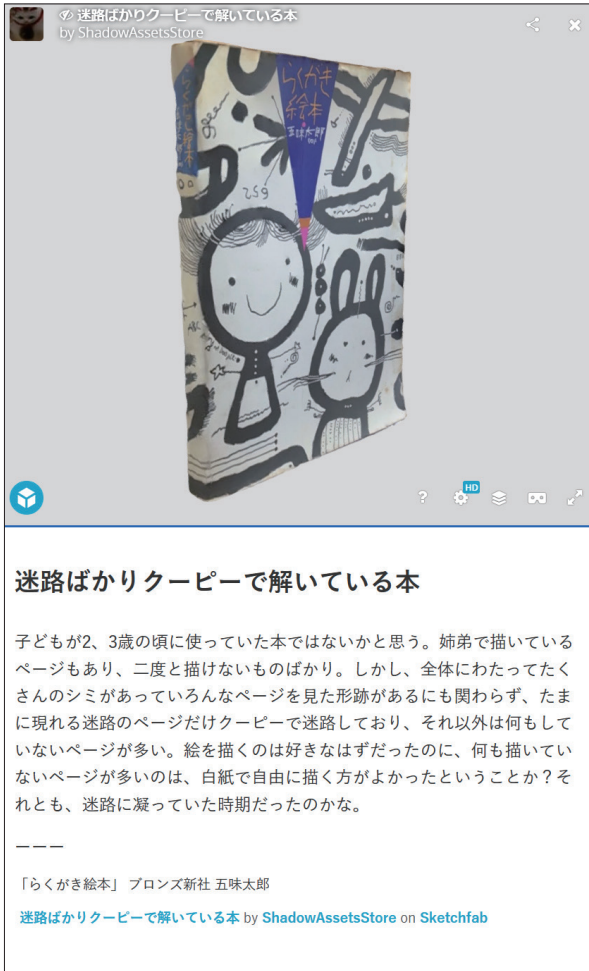 迷路ばかりクーピーで解いている本
by ShadowAssetsStore
らくがき
絵本
五味太郎
らくがき絵本
green
652
ABC
?
HD
迷路ばかりクーピーで解いている本
子どもが2、3歳の頃に使っていた本ではないかと思う。姉弟で描いている
ページもあり、二度と描けないものばかり。しかし、全体にわたってたく
さんのシミがあっていろんなページを見た形跡があるにも関わらず、たま
に現れる迷路のページだけクーピーで迷路しており、それ以外は何もして
いないページが多い。絵を描くのは好きなはずだったのに、何も描いてい
ないページが多いのは、白紙で自由に描く方がよかったということか？そ
れとも、迷路に凝っていた時期だったのかな。
ーーー
「らくがき絵本」 ブロンズ新社 五味太郎
迷路ばかりクーピーで解いている本 by ShadowAssetsStore on Sketchfab